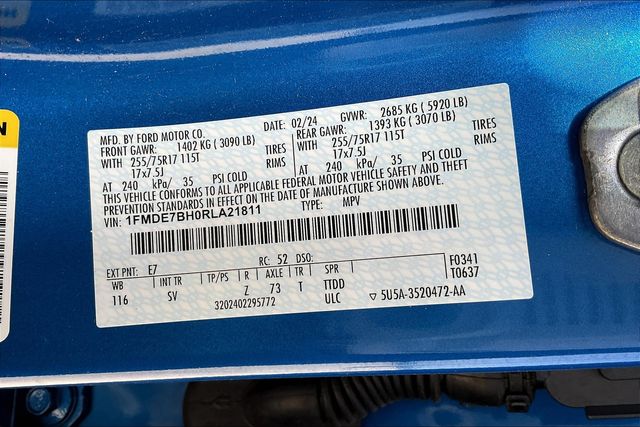 N
MFD. BY FORD MOTOR CO.
DATE: 02/24 GVWR: 2685 KG ( 5920 LB)
FRONT GAWR: 1402 KG ( 3090 LB) REAR GAWR: 1393 KG ( 3070 LB)
WITH 255/75R17 115T TIRES WITH 255/75R17 115T TIRES
17x7.5J RIMS 17x7.5J RIMS
AT 240 kPa/ 35 PSI COLD AT 240 kPa/ 35 PSI COLD
THIS VEHICLE CONFORMS TO ALL APPLICABLE FEDERAL MOTOR VEHICLE SAFETY AND THEFT
PREVENTION STANDARDS IN EFFECT ON THE DATE OF MANUFACTURE SHOWN ABOVE.
VIN: 1FMDE7BH0RLA21811 TYPE: MPV
EXT PNT: E7 RC: 52 DSO: F0341
WB INT TR TP/PS R AXLE TR SPR T0637
116 SV Z 73 T TTDD
3202402295772 ULC 5U5A-3520472-AA